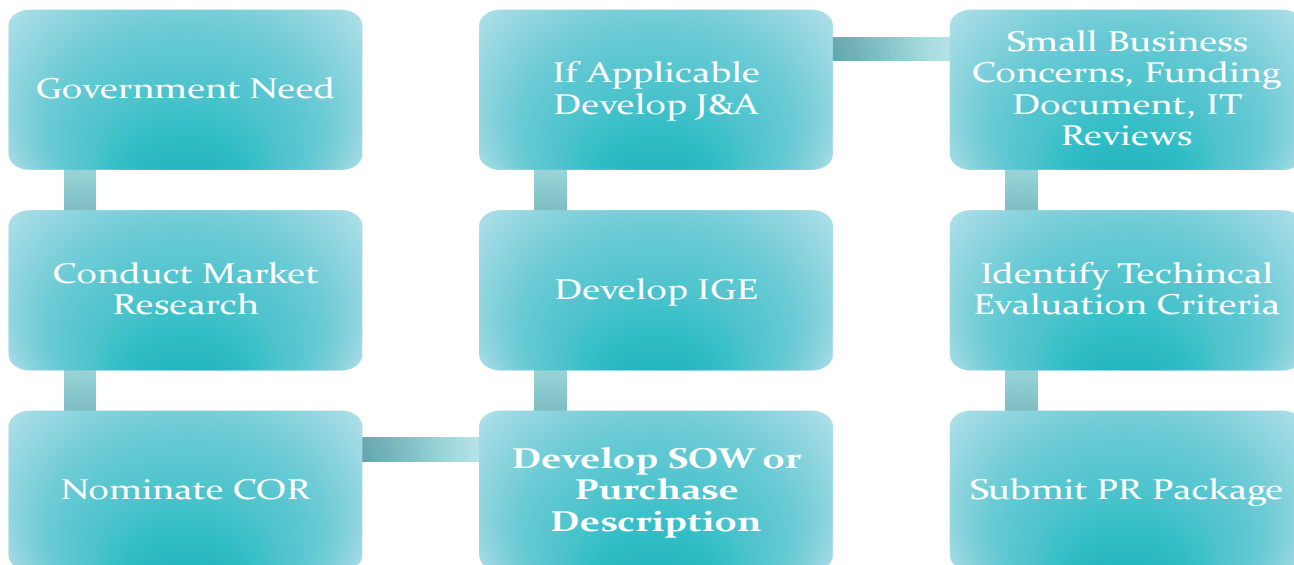 Government Need
Conduct Market
Research
Nominate COR
Develop SOW or
Purchase
Description
Develop IGE
If Applicable
Develop J&A
Small Business
Concerns, Funding
Document, IT
Reviews
Identify Techincal
Evaluation Criteria
Submit PR Package